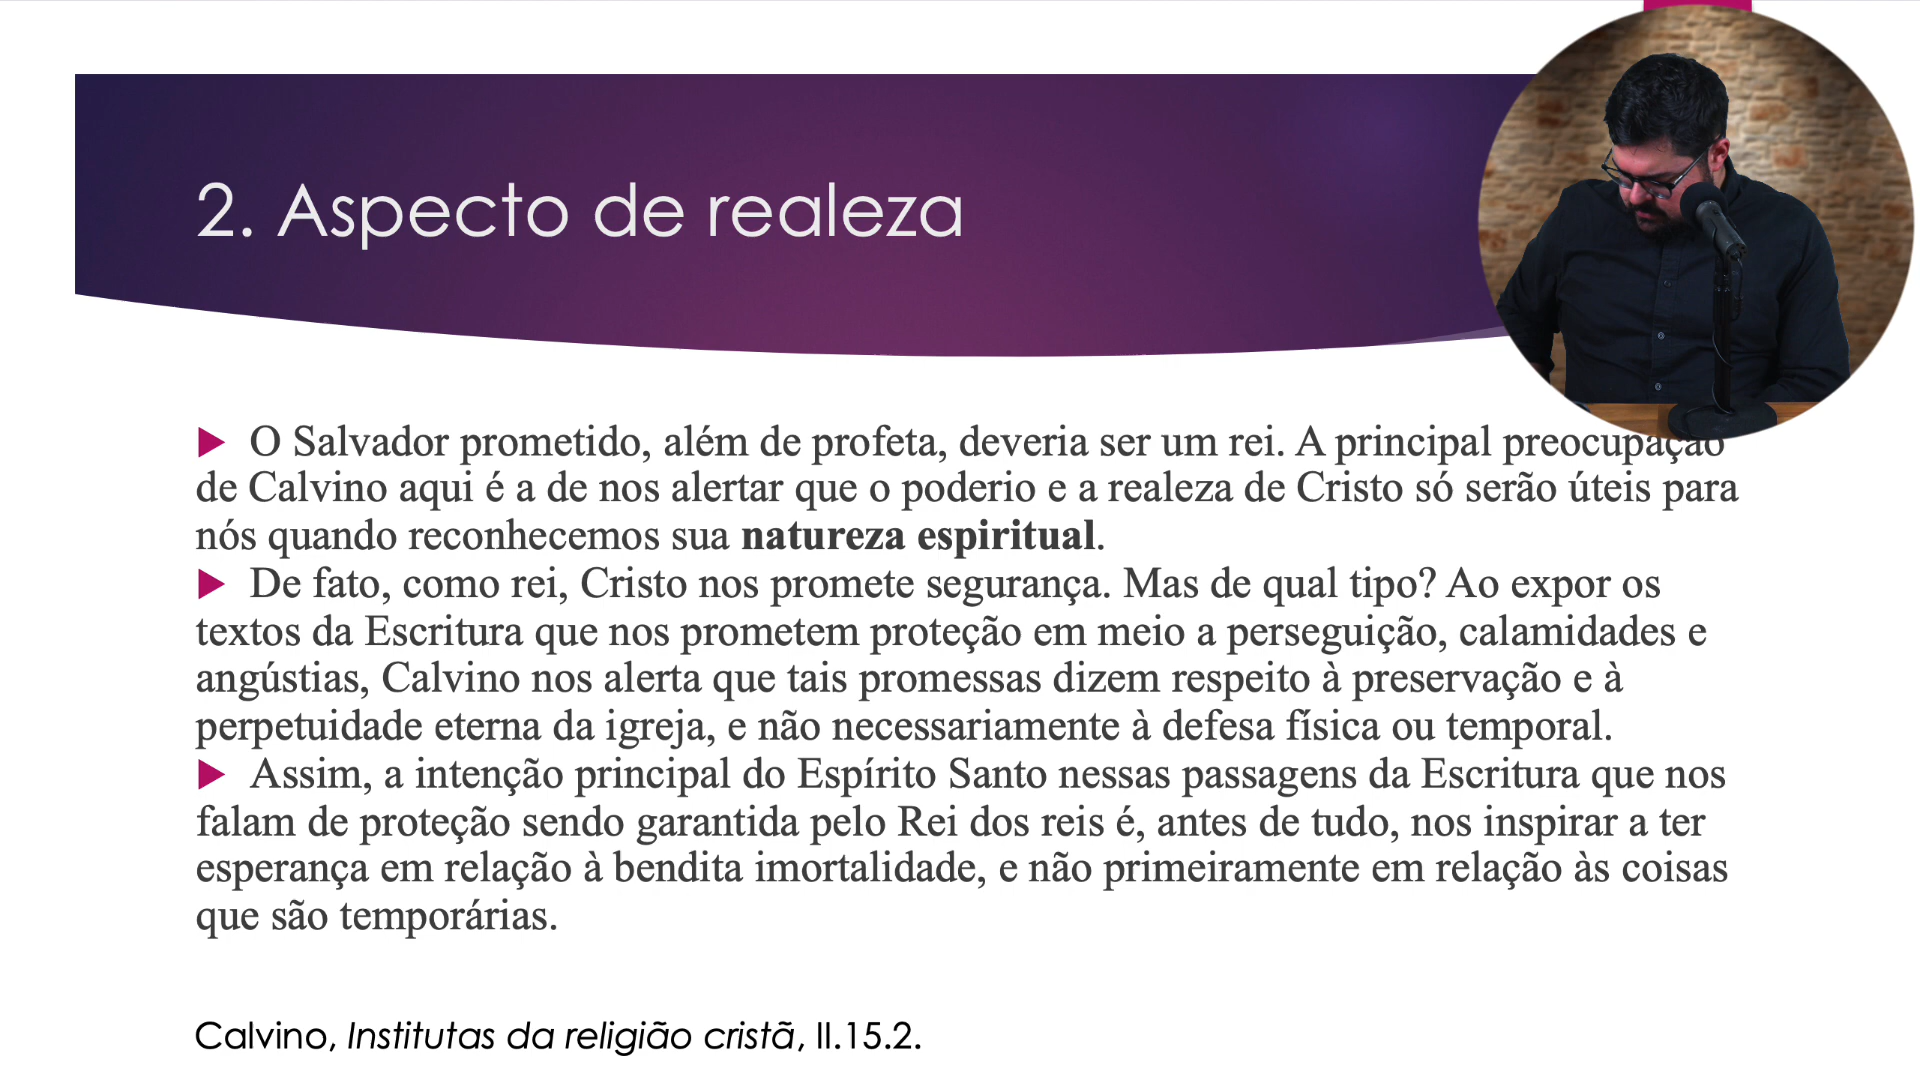 2. Aspecto de realeza
O Salvador prometido, além de profeta, deveria ser um rei. A principal preocupação
de Calvino aqui é a de nos alertar que o poderio e a realeza de Cristo só serão úteis para
nós quando reconhecemos sua natureza espiritual.
De fato, como rei, Cristo nos promete segurança. Mas de qual tipo? Ao expor os
textos da Escritura que nos prometem proteção em meio a perseguição, calamidades e
angústias, Calvino nos alerta que tais promessas dizem respeito à preservação e à
perpetuidade eterna da igreja, e não necessariamente à defesa física ou temporal.
Assim, a intenção principal do Espírito Santo nessas passagens da Escritura que nos
falam de proteção sendo garantida pelo Rei dos reis é, antes de tudo, nos inspirar a ter
esperança em relação à bendita imortalidade, e não primeiramente em relação às coisas
que são temporárias.
Calvino, Institutas da religião cristã, II.15.2.